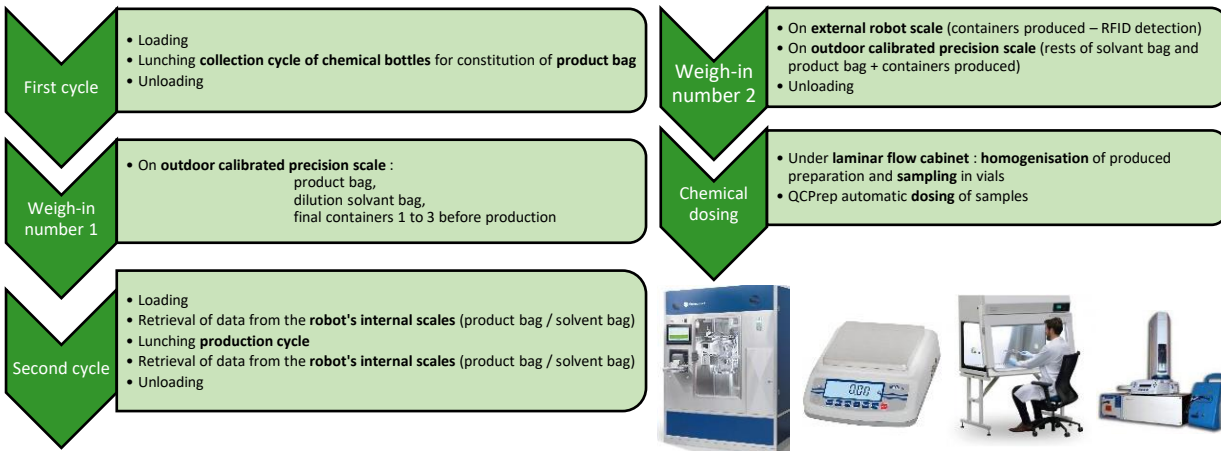 First cycle
• Loading
• Lunching collection cycle of chemical bottles for constitution of product bag
• Unloading
Weigh-in
number 1
• On outdoor calibrated precision scale :
product bag,
dilution solvant bag,
final containers 1 to 3 before production
Second cycle
• Loading
• Retrieval of data from the robot's internal scales (product bag / solvent bag)
• Lunching production cycle
• Retrieval of data from the robot's internal scales (product bag / solvent bag)
• Unloading
Weigh-in
number 2
• On external robot scale (containers produced – RFID detection)
• On outdoor calibrated precision scale (rests of solvant bag and
product bag + containers produced)
• Unloading
Chemical
dosing
• Under laminar flow cabinet : homogenisation of produced
preparation and sampling in vials
• QCPrep automatic dosing of samples
0.00